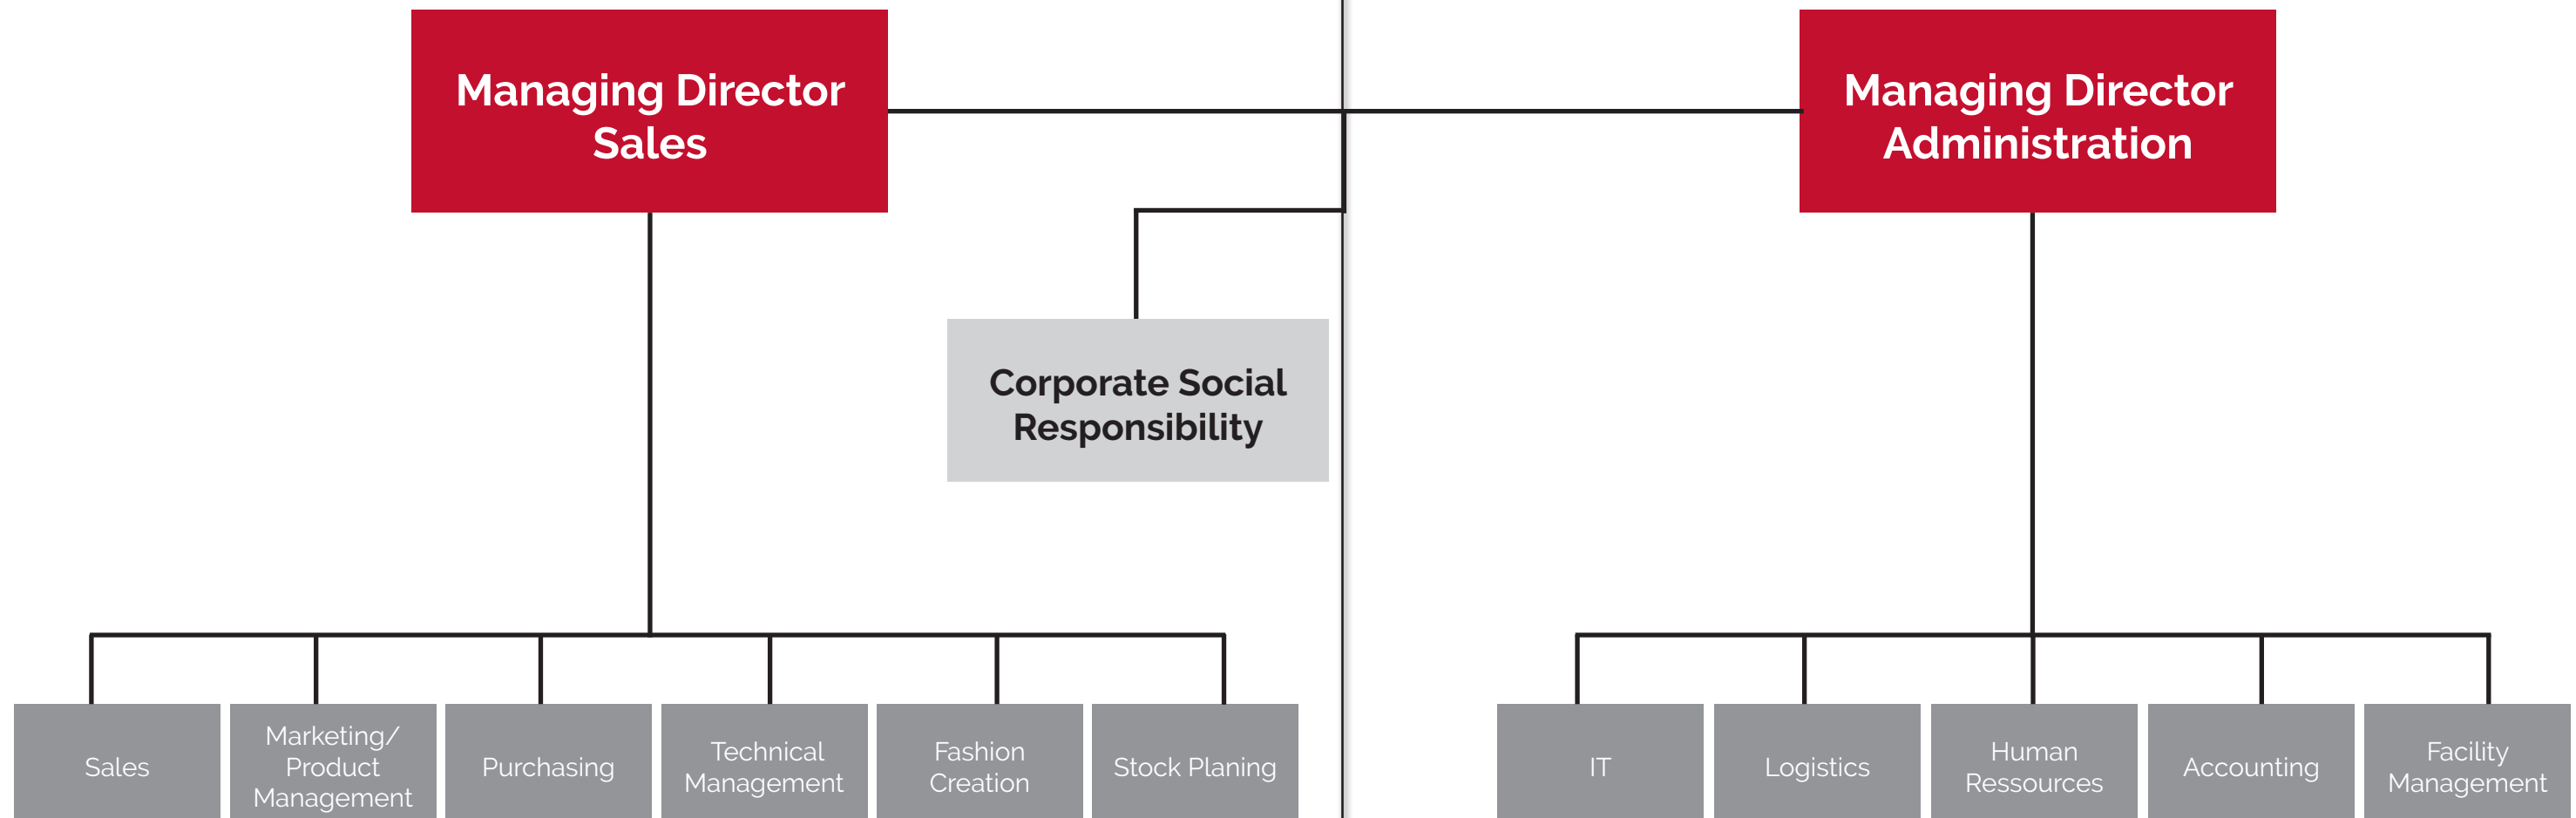 Managing Director
Sales
Managing Director
Administration
Corporate Social
Responsibility
Sales
Marketing/
Product
Management
Purchasing
Technical
Management
Fashion
Creation
Stock Planing
IT
Logistics
Human
Ressources
Accounting
Facility
Management